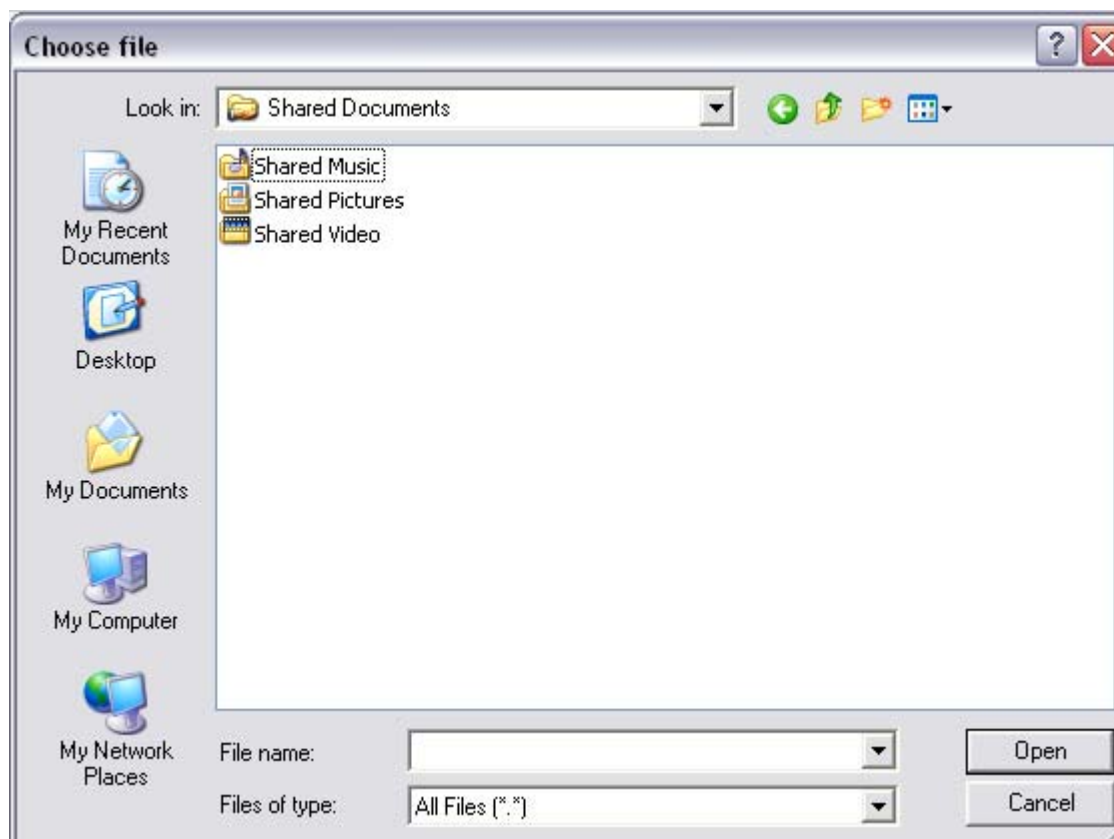 Choose file
Look in:
Shared Documents
Shared Music
Shared Pictures
Shared Video
My Recent
Documents
Desktop
My Documents
My Computer
My Network
Places
File name:
Open
Files of type:
All Files (*.*)
Cancel